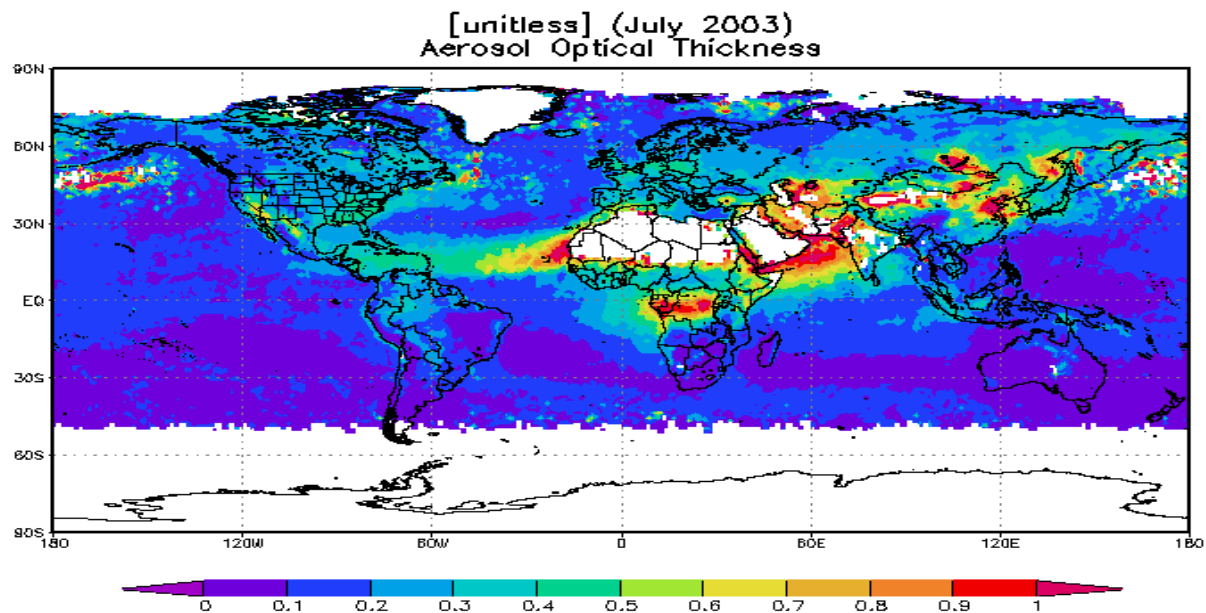 [unitless] (July 2003)
Aerosol Optical Thickness
90N
60N
30N
EQ
30S
60S
90S
180 120W 60W 0 60E 120E 180
0 0.1 0.2 0.3 0.4 0.5 0.6 0.7 0.8 0.9 1